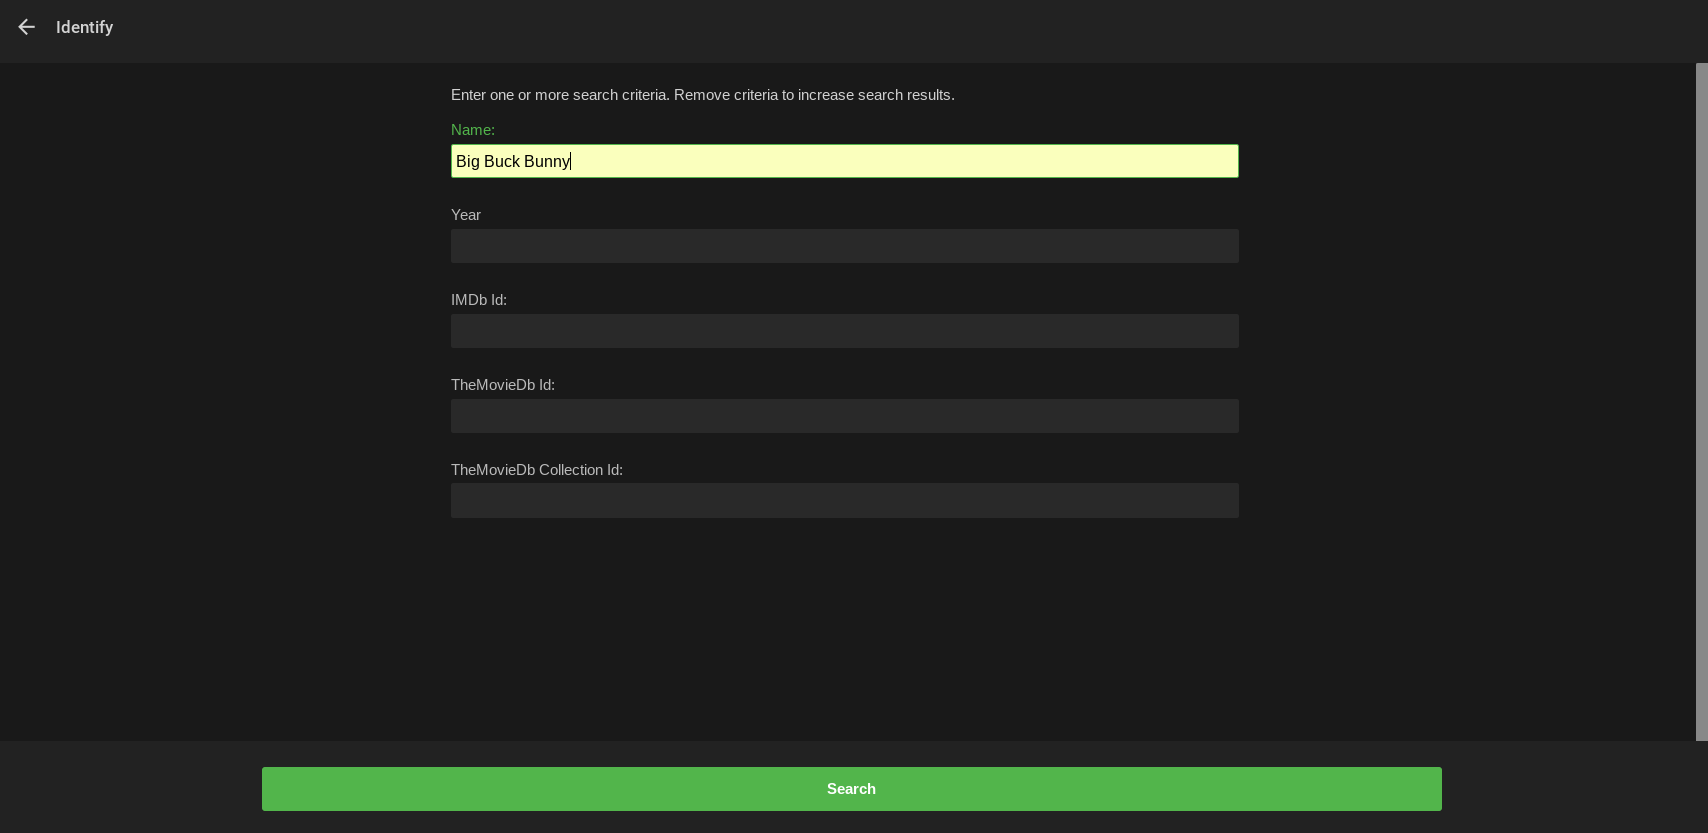 Identify
Enter one or more search criteria. Remove criteria to increase search results.
Name:
Big Buck Bunny
Year
IMDb Id:
TheMovieDb Id:
TheMovieDb Collection Id:
Search